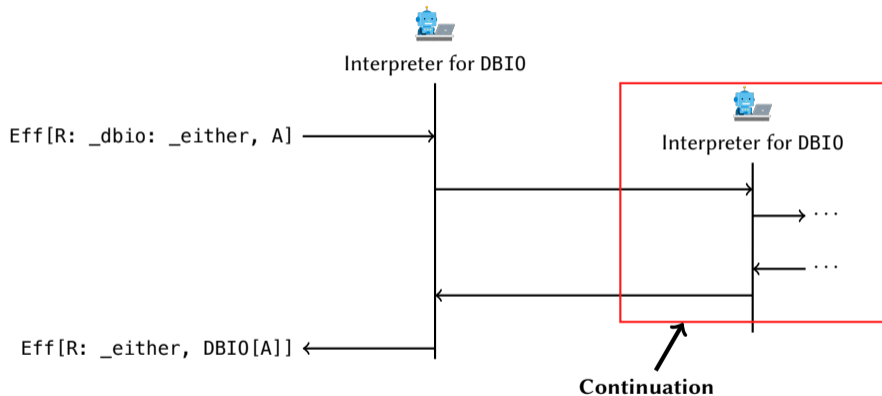 Interpreter for DBIO
Eff[R: _dbio: _either, A]
Interpreter for DBIO
...
...
Eff[R: _either, DBIO[A]]
Continuation